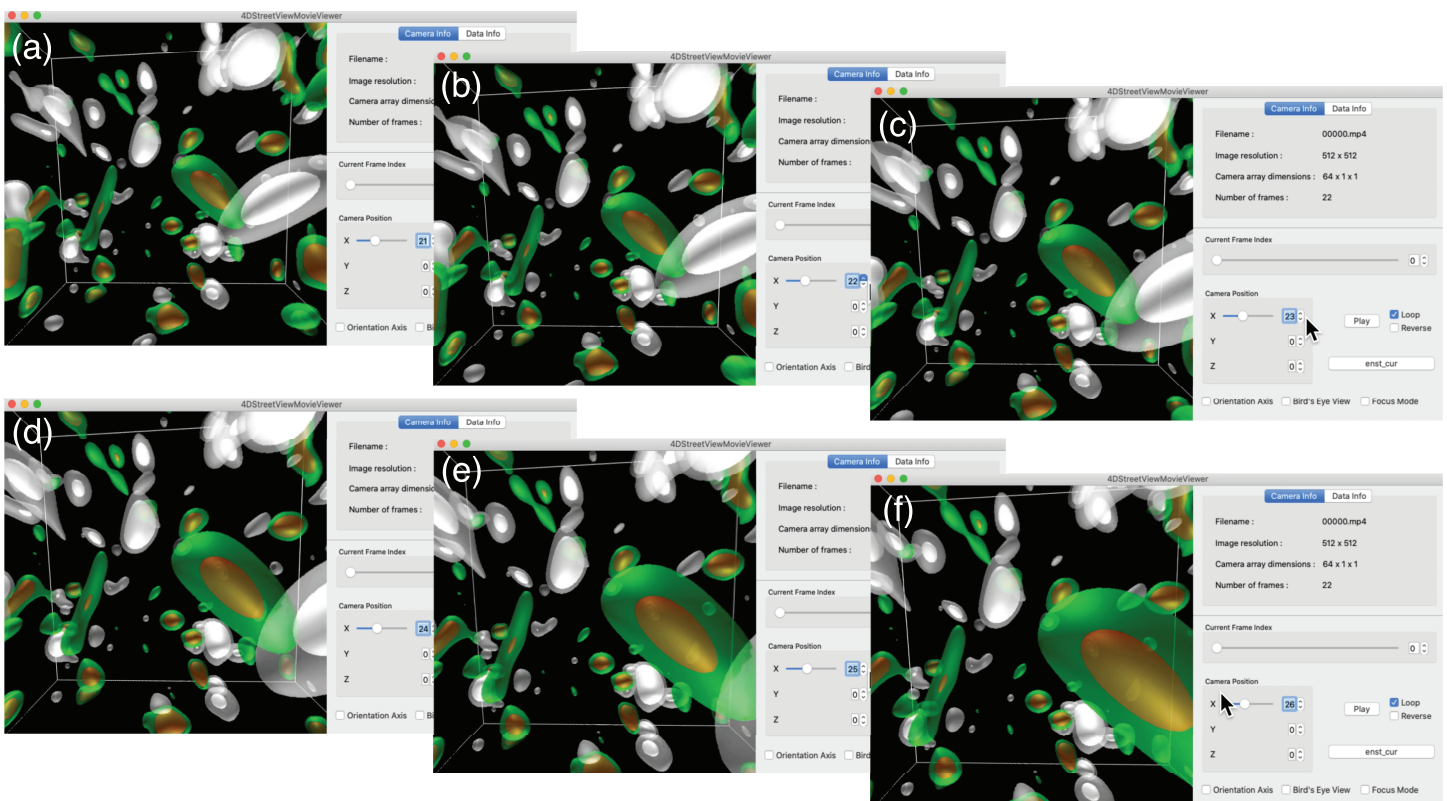 4DStreetViewMovieViewer
(a)
Camera Info Data Info
Filename :
Image resolution :
Camera array
Number of frames :
Current Frame Index
Camera Position
X 21
Y 0
Z 0
Orientation Axis
4DStreetViewMovieViewer
(b)
Camera Info Data Info
Filename :
Image resolution :
Camera array dimension
Number of frames :
Current Frame Index
Camera Position
X 22
Y 0
Z 0
Orientation Axis Bird
4DStreetViewMovieViewer
(c)
Camera Info Data Info
Filename : 00000.mp4
Image resolution : 512 x 512
Camera array dimensions : 64 x 1 x 1
Number of frames : 22
Current Frame Index
0
Camera Position
X 23
Y 0
Z 0
Play
Loop
Reverse
enst_cur
Orientation Axis Bird's Eye View Focus Mode
4DStreetViewMovieViewer
(d)
Camera Info Data Info
Filename :
Image resolution :
Camera array
Number of frames :
Current Frame Index
Camera Position
X 24
Y 0
Z 0
Orientation Axis
4DStreetViewMovieViewer
(e)
Camera Info Data Info
Filename :
Image resolution :
Camera array dimension
Number of frames :
Current Frame Index
Camera Position
X 25
Y 0
Z 0
Orientation Axis Bird
4DStreetViewMovieViewer
(f)
Camera Info Data Info
Filename : 00000.mp4
Image resolution : 512 x 512
Camera array dimensions : 64 x 1 x 1
Number of frames : 22
Current Frame Index
0
Camera Position
X 26
Y 0
Z 0
Play
Loop
Reverse
enst_cur
Orientation Axis Bird's Eye View Focus Mode